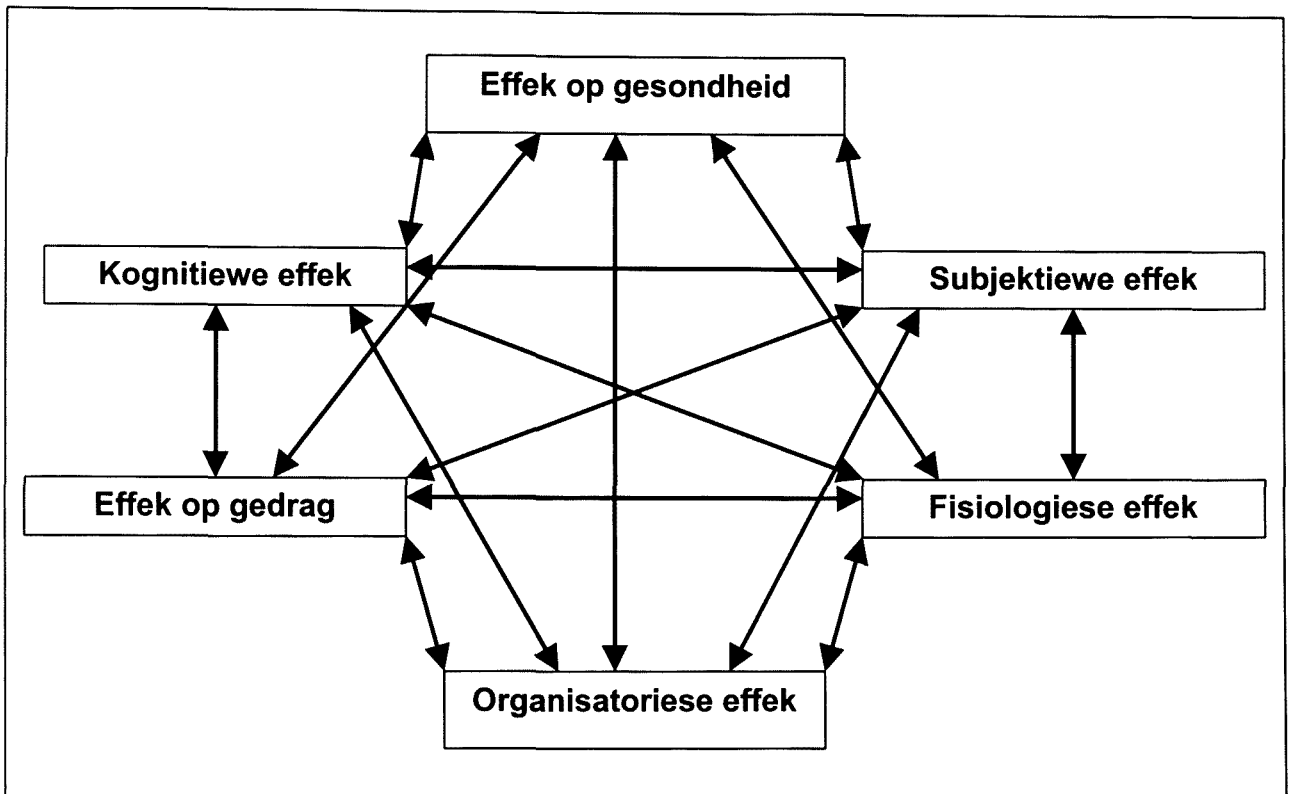 Effek op gesondheid
Kognitiewe effek
Subjektiewe effek
Effek op gedrag
Fisiologiese effek
Organisatoriese effek